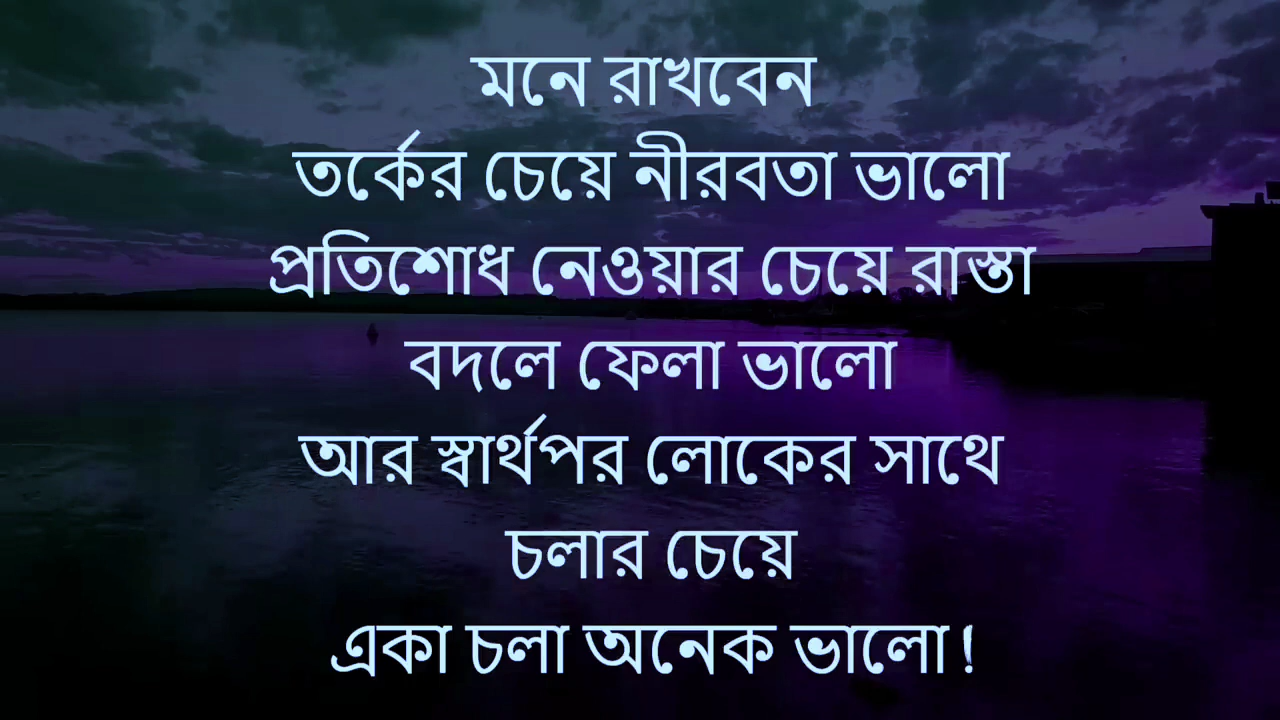 মনে রাখবেন
তর্কের চেয়ে নীরবতা ভালো
প্রতিশোধ নেওয়ার চেয়ে রাস্তা
বদলে ফেলা ভালো
আর স্বার্থপর লোকের সাথে
চলার চেয়ে
একা চলা অনেক ভালো!